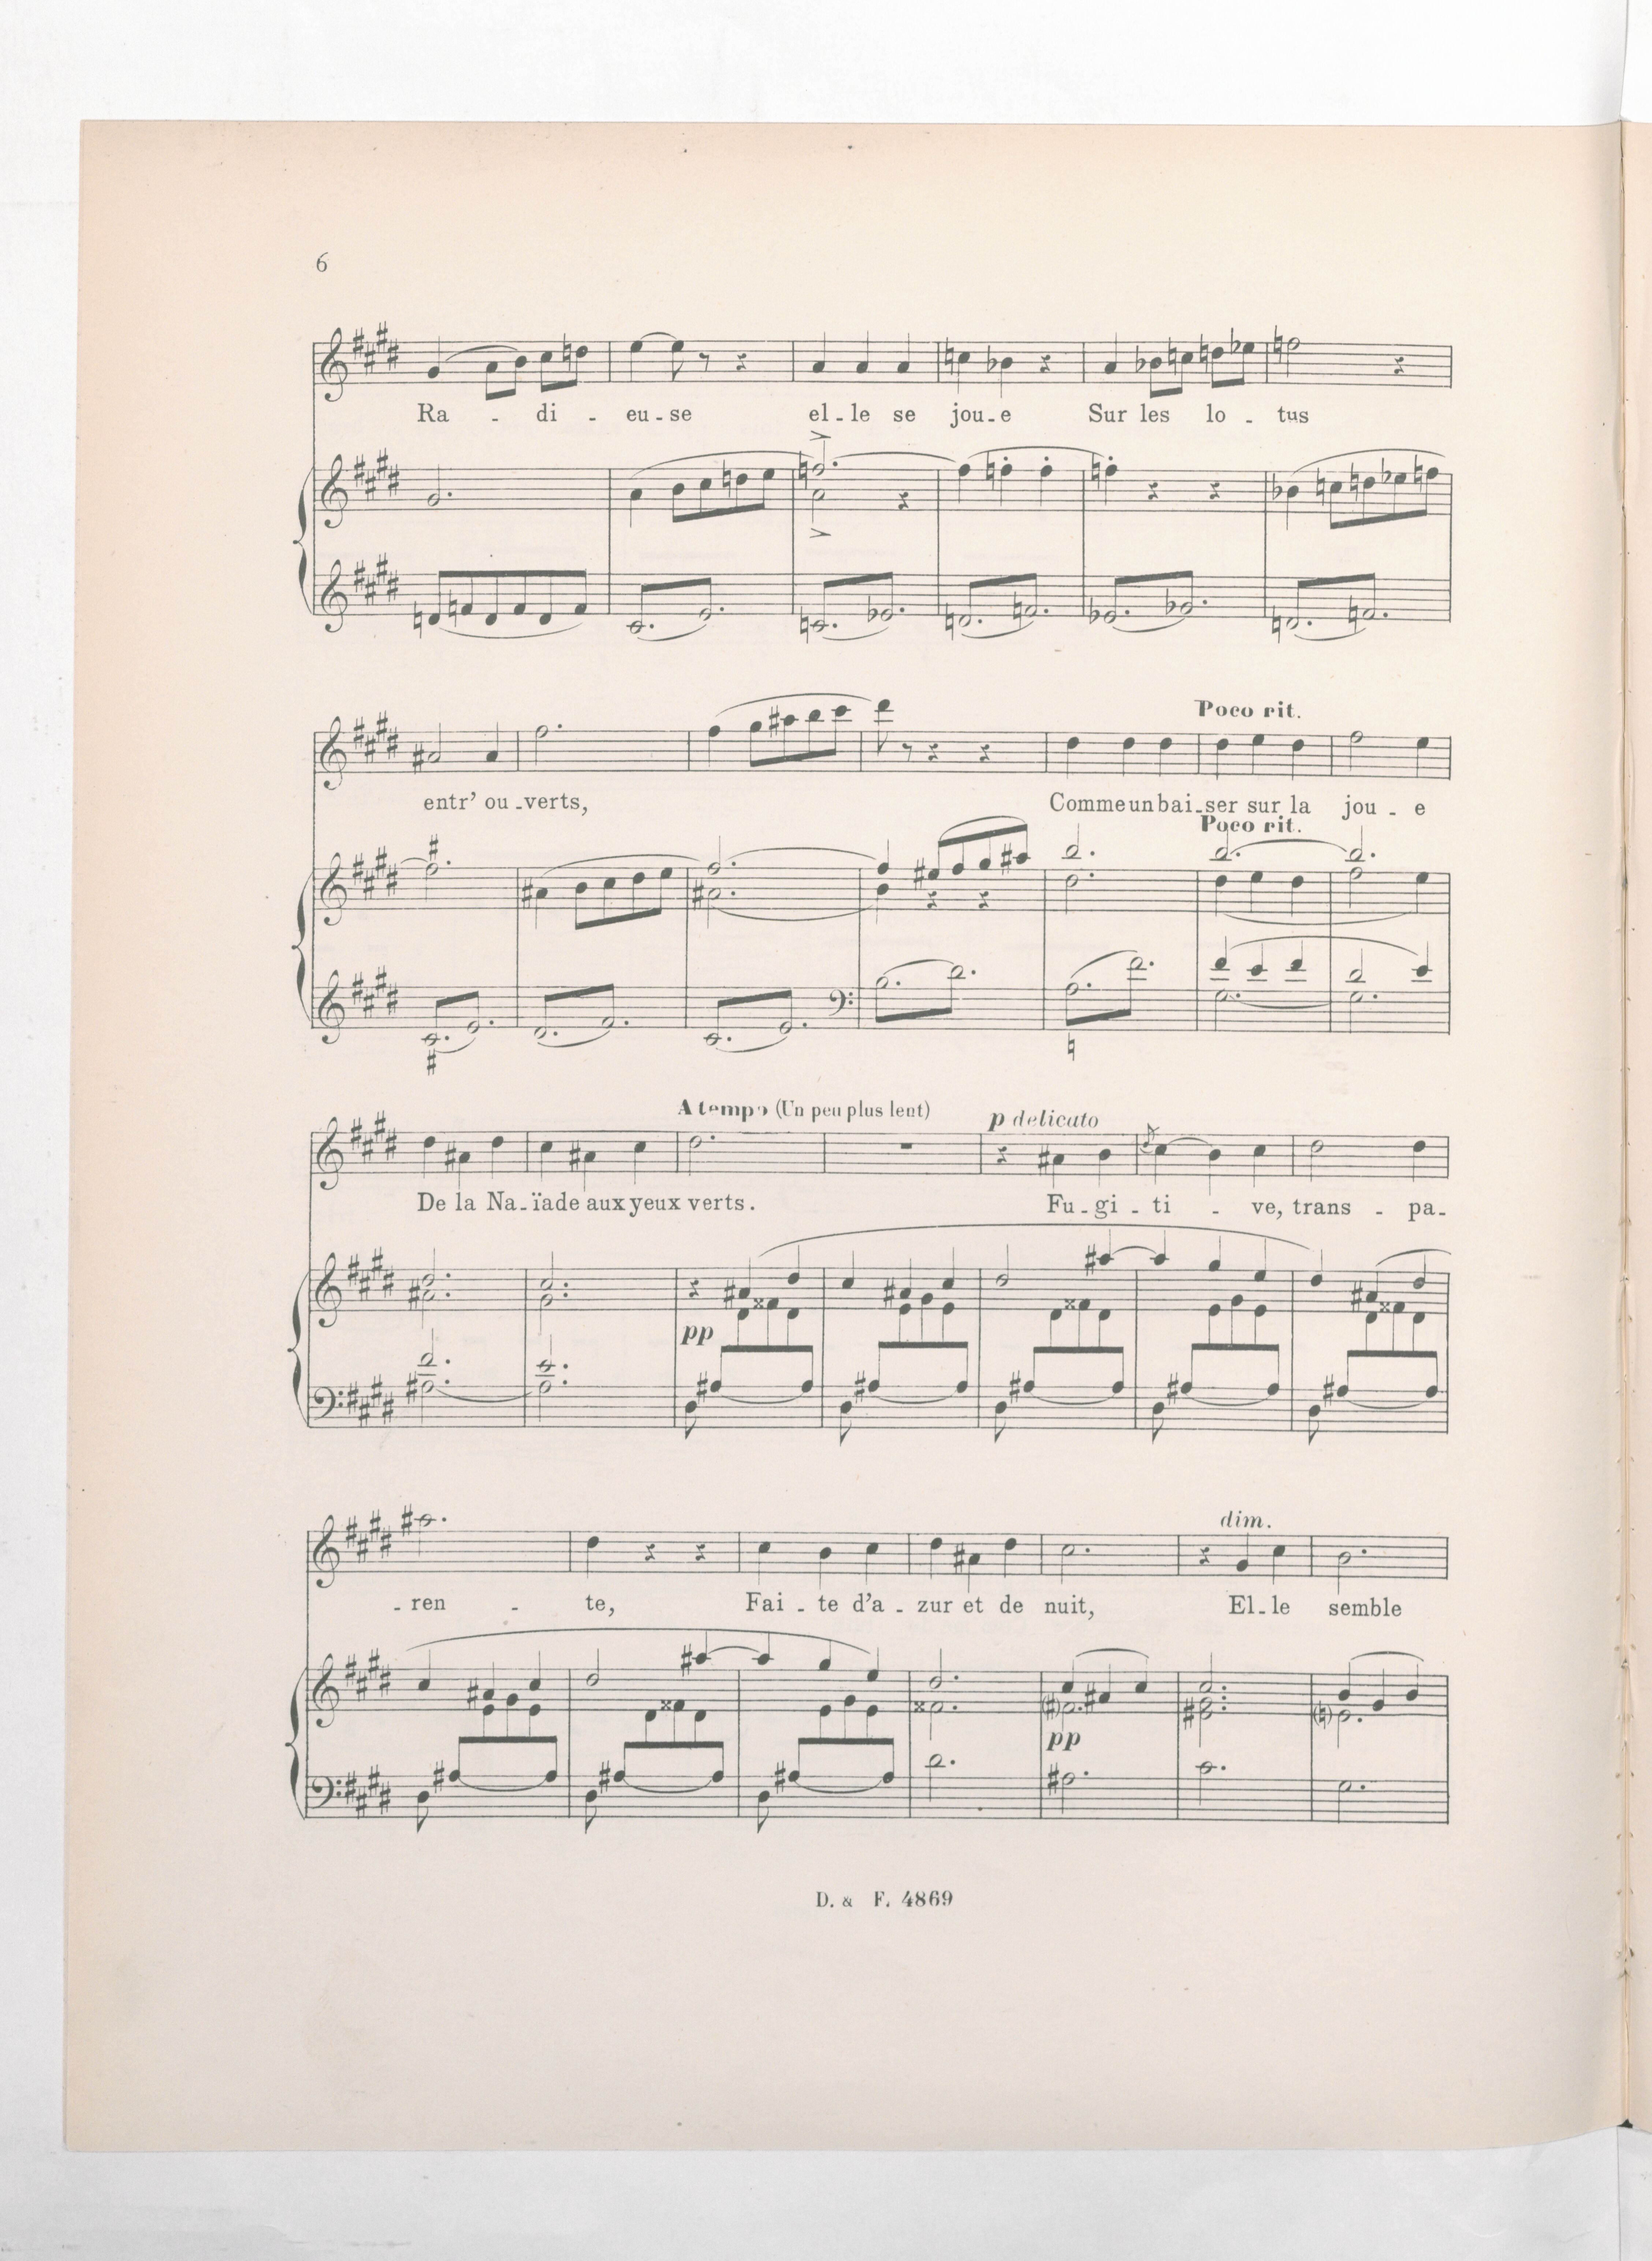 6
Ra - di - eu - se el - le se jou - e Sur les lo - tus
Poco rit.
entr' ou - verts, Comme un bai - ser sur la jou - e
Poco rit.
A tempo (Un peu plus lent)
p delicato
De la Na - ïade aux yeux verts. Fu - gi - ti - ve, trans - pa -
pp
dim.
- ren - te, Fai - te d'a - zur et de nuit, El - le semble
pp
D. & F. 4869